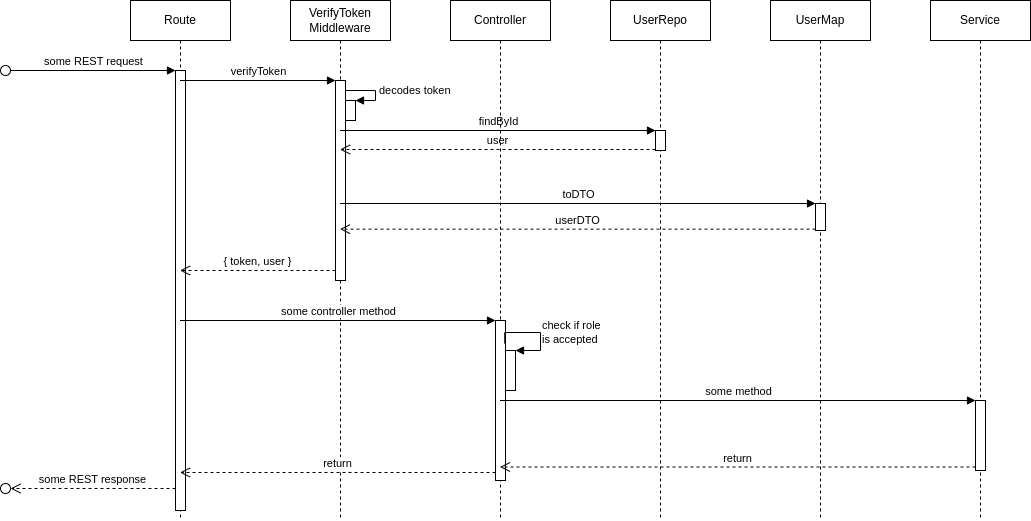 Route
VerifyToken
Middleware
Controller
UserRepo
UserMap
Service
some REST request
verifyToken
decodes token
findById
user
toDTO
userDTO
{ token, user }
some controller method
check if role
is accepted
some method
return
return
some REST response